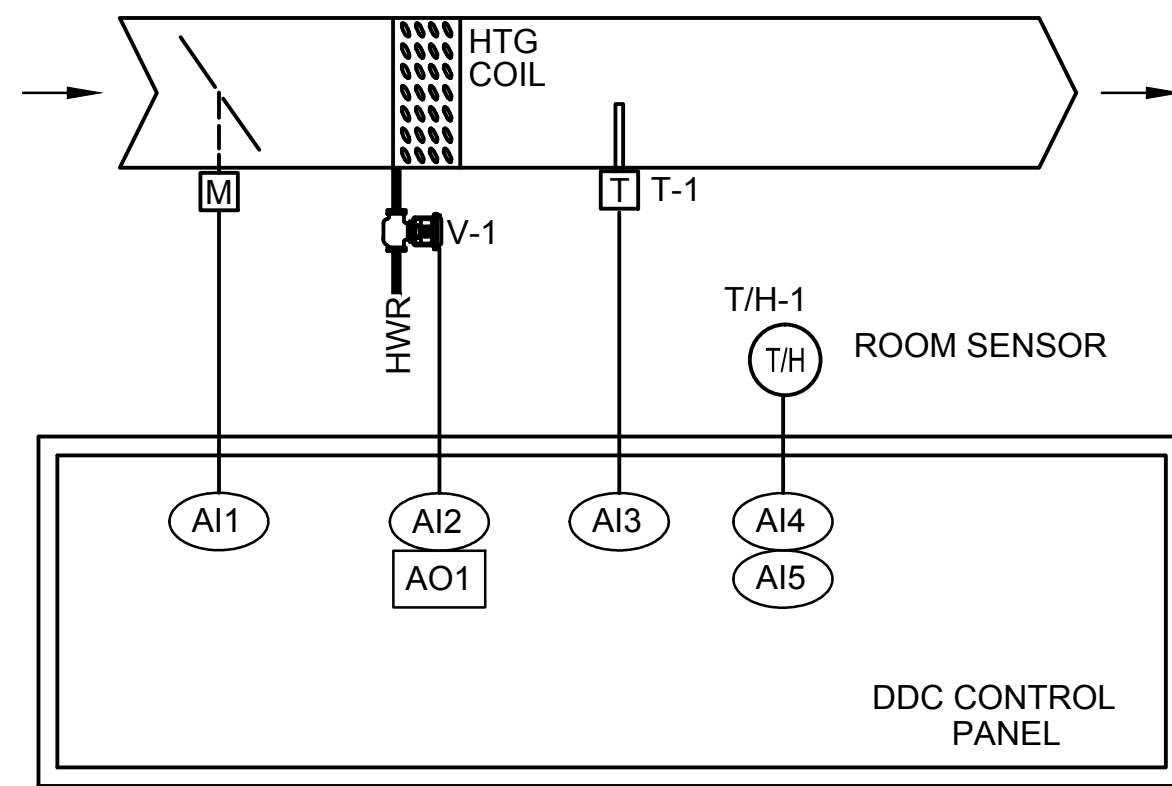 HTG
COIL
M
T
T-1
V-1
HWR
T/H-1
T/H
ROOM SENSOR
AI1
AI2
AI3
AI4
AO1
AI5
DDC CONTROL
PANEL